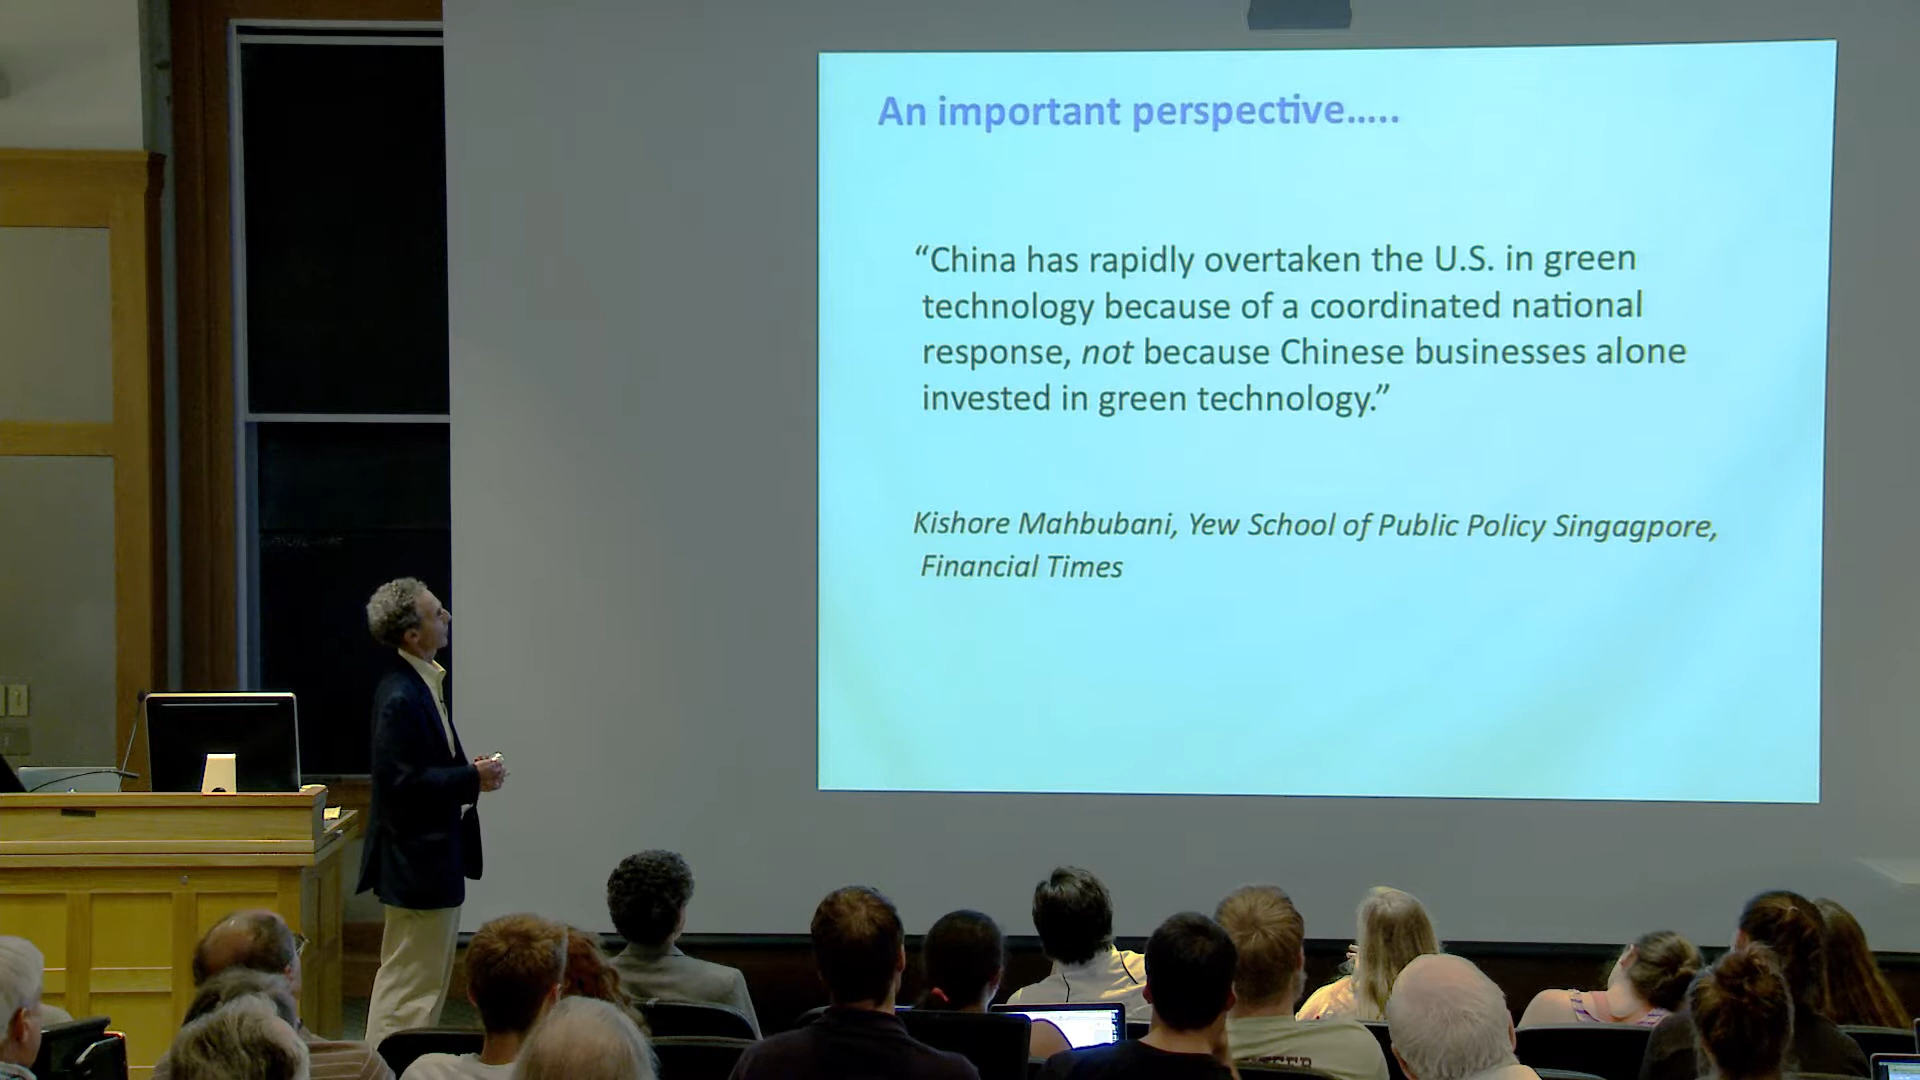 An important perspective.....
“China has rapidly overtaken the U.S. in green
technology because of a coordinated national
response, not because Chinese businesses alone
invested in green technology.”
Kishore Mahbubani, Yew School of Public Policy Singagpore,
Financial Times